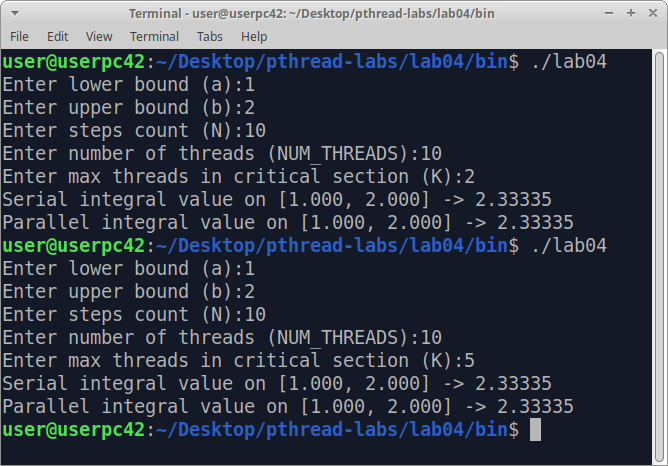 Terminal - user@userpc42: ~/Desktop/pthread-labs/lab04/bin
File Edit View Terminal Tabs Help
user@userpc42:~/Desktop/pthread-labs/lab04/bin$ ./lab04
Enter lower bound (a):1
Enter upper bound (b):2
Enter steps count (N):10
Enter number of threads (NUM_THREADS):10
Enter max threads in critical section (K):2
Serial integral value on [1.000, 2.000] -> 2.33335
Parallel integral value on [1.000, 2.000] -> 2.33335
user@userpc42:~/Desktop/pthread-labs/lab04/bin$ ./lab04
Enter lower bound (a):1
Enter upper bound (b):2
Enter steps count (N):10
Enter number of threads (NUM_THREADS):10
Enter max threads in critical section (K):5
Serial integral value on [1.000, 2.000] -> 2.33335
Parallel integral value on [1.000, 2.000] -> 2.33335
user@userpc42:~/Desktop/pthread-labs/lab04/bin$